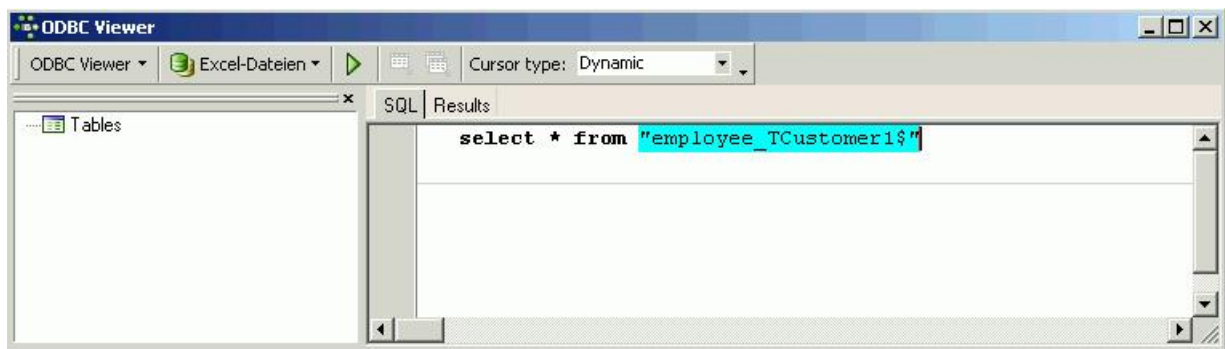 ODBC Viewer
ODBC Viewer Excel-Dateien Cursor type: Dynamic
SQL Results
Tables
select * from "employee_TCustomer1$"